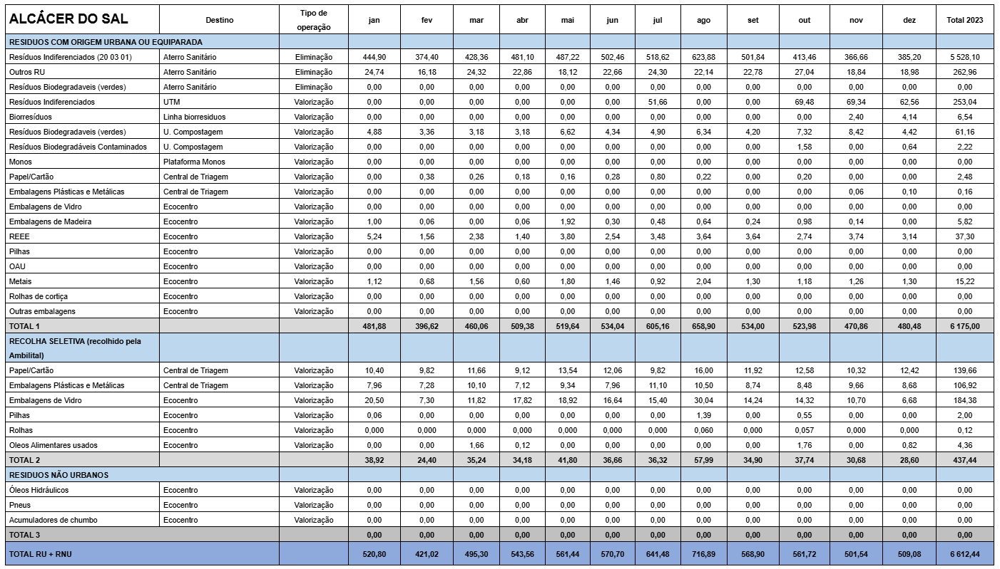 ALCÁCER DO SAL Destino Tipo de operação jan fev mar abr mai jun jul ago set out nov dez Total 2023
RESIDUOS COM ORIGEM URBANA OU EQUIPARADA
Resíduos Indiferenciados (20 03 01) Aterro Sanitário Eliminação 444,90 374,40 428,36 481,10 487,22 502,46 518,62 623,88 501,84 413,46 366,66 385,20 5 528,10
Outros RU Aterro Sanitário Eliminação 24,74 16,18 24,32 22,86 18,12 22,66 24,30 22,14 22,78 27,04 18,84 18,98 262,96
Resíduos Biodegradaveis (verdes) Aterro Sanitário Eliminação 0,00 0,00 0,00 0,00 0,00 0,00 0,00 0,00 0,00 0,00 0,00 0,00 0,00
Resíduos Indiferenciados UTM Valorização 0,00 0,00 0,00 0,00 0,00 0,00 51,66 0,00 0,00 69,48 69,34 62,56 253,04
Biorresíduos Linha biorresiduos Valorização 0,00 0,00 0,00 0,00 0,00 0,00 0,00 0,00 0,00 0,00 2,40 4,14 6,54
Resíduos Biodegradaveis (verdes) U. Compostagem Valorização 4,88 3,36 3,18 3,18 6,62 4,34 4,90 6,34 4,20 7,32 8,42 4,42 61,16
Resíduos Biodegradáveis Contaminados U. Compostagem Valorização 0,00 0,00 0,00 0,00 0,00 0,00 0,00 0,00 0,00 1,58 0,00 0,64 2,22
Monos Plataforma Monos Valorização 0,00 0,00 0,00 0,00 0,00 0,00 0,00 0,00 0,00 0,00 0,00 0,00 0,00
Papel/Cartão Central de Triagem Valorização 0,00 0,38 0,26 0,18 0,16 0,28 0,80 0,22 0,00 0,20 0,00 0,00 2,48
Embalagens Plásticas e Metálicas Central de Triagem Valorização 0,00 0,00 0,00 0,00 0,00 0,00 0,00 0,00 0,00 0,00 0,06 0,10 0,16
Embalagens de Vidro Ecocentro Valorização 0,00 0,00 0,00 0,00 0,00 0,00 0,00 0,00 0,00 0,00 0,00 0,00 0,00
Embalagens de Madeira Ecocentro Valorização 1,00 0,06 0,00 0,06 1,92 0,30 0,48 0,64 0,24 0,98 0,14 0,00 5,82
REEE Ecocentro Valorização 5,24 1,56 2,38 1,40 3,80 2,54 3,48 3,64 3,64 2,74 3,74 3,14 37,30
Pilhas Ecocentro Valorização 0,00 0,00 0,00 0,00 0,00 0,00 0,00 0,00 0,00 0,00 0,00 0,00 0,00
OAU Ecocentro Valorização 0,00 0,00 0,00 0,00 0,00 0,00 0,00 0,00 0,00 0,00 0,00 0,00 0,00
Metais Ecocentro Valorização 1,12 0,68 1,56 0,60 1,80 1,46 0,92 2,04 1,30 1,18 1,26 1,30 15,22
Rolhas de cortiça Ecocentro Valorização 0,00 0,00 0,00 0,00 0,00 0,00 0,00 0,00 0,00 0,00 0,00 0,00 0,00
Outras embalagens Ecocentro Valorização 0,00 0,00 0,00 0,00 0,00 0,00 0,00 0,00 0,00 0,00 0,00 0,00 0,00
TOTAL 1 481,88 396,62 460,06 509,38 519,64 534,04 605,16 658,90 534,00 523,98 470,86 480,48 6 175,00
RECOLHA SELETIVA (recolhido pela
Ambilital)
Papel/Cartão Central de Triagem Valorização 10,40 9,82 11,66 9,12 13,54 12,06 9,82 16,00 11,92 12,58 10,32 12,42 139,66
Embalagens Plásticas e Metálicas Central de Triagem Valorização 7,96 7,28 10,10 7,12 9,34 7,96 11,10 10,50 8,74 8,48 9,66 8,68 106,92
Embalagens de Vidro Ecocentro Valorização 20,50 7,30 11,82 17,82 18,92 16,64 15,40 30,04 14,24 14,32 10,70 6,68 184,38
Pilhas Ecocentro Valorização 0,06 0,00 0,00 0,00 0,00 0,00 0,00 1,39 0,00 0,55 0,00 0,00 2,00
Rolhas Ecocentro Valorização 0,000 0,000 0,000 0,000 0,000 0,000 0,000 0,060 0,000 0,057 0,000 0,000 0,12
Oleos Alimentares usados Ecocentro Valorização 0,00 0,00 1,66 0,12 0,00 0,00 0,00 0,00 0,00 1,76 0,00 0,82 4,36
TOTAL 2 38,92 24,40 35,24 34,18 41,80 36,66 36,32 57,99 34,90 37,74 30,68 28,60 437,44
RESIDUOS NÃO URBANOS
Óleos Hidráulicos Ecocentro Valorização 0,00 0,00 0,00 0,00 0,00 0,00 0,00 0,00 0,00 0,00 0,00 0,00 0,00
Pneus Ecocentro Valorização 0,00 0,00 0,00 0,00 0,00 0,00 0,00 0,00 0,00 0,00 0,00 0,00 0,00
Acumuladores de chumbo Ecocentro Valorização 0,00 0,00 0,00 0,00 0,00 0,00 0,00 0,00 0,00 0,00 0,00 0,00 0,00
TOTAL 3 0,00 0,00 0,00 0,00 0,00 0,00 0,00 0,00 0,00 0,00 0,00 0,00 0,00
TOTAL RU + RNU 520,80 421,02 495,30 543,56 561,44 570,70 641,48 716,89 568,90 561,72 501,54 509,08 6 612,44